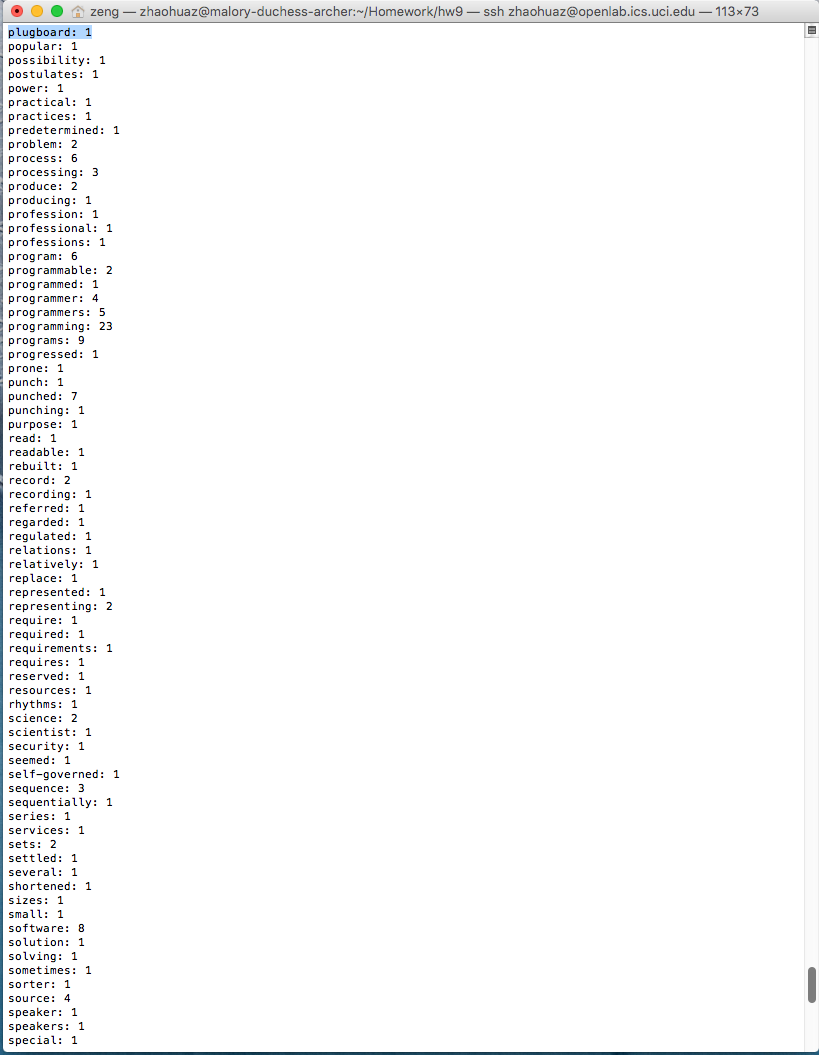 zeng — zhaohuaz@malory-duchess-archer:~/Homework/hw9 — ssh zhaohuaz@openlab.ics.uci.edu — 113×73
plugboard: 1
popular: 1
possibility: 1
postulates: 1
power: 1
practical: 1
practices: 1
predetermined: 1
problem: 2
process: 6
processing: 3
produce: 2
producing: 1
profession: 1
professional: 1
professions: 1
program: 6
programmable: 2
programmed: 1
programmer: 4
programmers: 5
programming: 23
programs: 9
progressed: 1
prone: 1
punch: 1
punched: 7
punching: 1
purpose: 1
read: 1
readable: 1
rebuilt: 1
record: 2
recording: 1
referred: 1
regarded: 1
regulated: 1
relations: 1
relatively: 1
replace: 1
represented: 1
representing: 2
require: 1
required: 1
requirements: 1
requires: 1
reserved: 1
resources: 1
rhythms: 1
science: 2
scientist: 1
security: 1
seemed: 1
self-governed: 1
sequence: 3
sequentially: 1
series: 1
services: 1
sets: 2
settled: 1
several: 1
shortened: 1
sizes: 1
small: 1
software: 8
solution: 1
solving: 1
sometimes: 1
sorter: 1
source: 4
speaker: 1
speakers: 1
special: 1